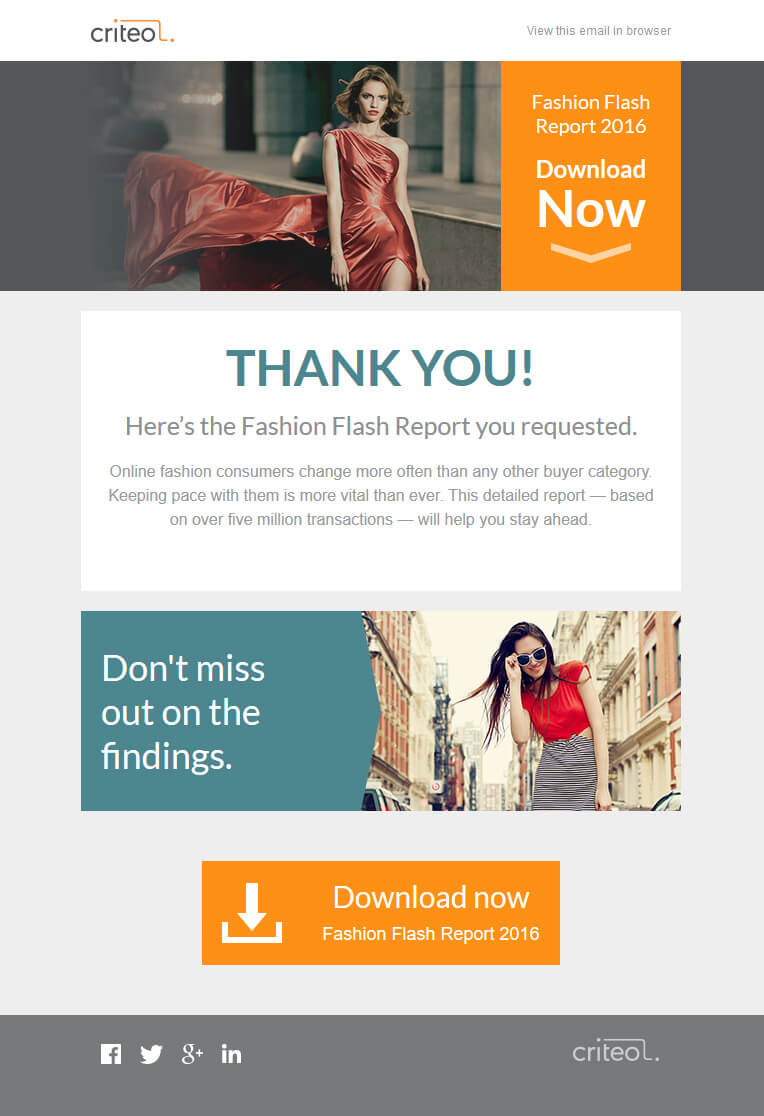 criteo
View this email in browser
Fashion Flash
Report 2016
Download
Now
THANK YOU!
Here’s the Fashion Flash Report you requested.
Online fashion consumers change more often than any other buyer category.
Keeping pace with them is more vital than ever. This detailed report — based
on over five million transactions — will help you stay ahead.
Don't miss
out on the
findings.
Download now
Fashion Flash Report 2016
criteo